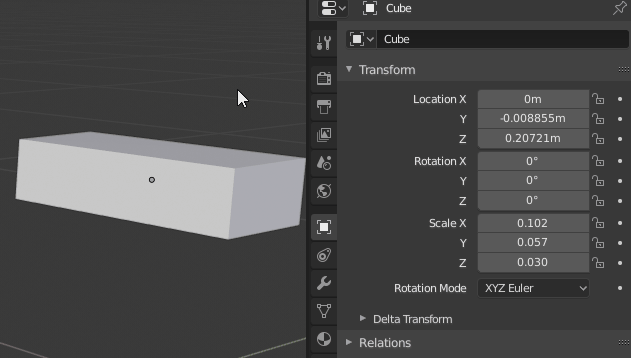 Cube
Cube
Transform
Location X 0m
Y -0.008855m
Z 0.20721m
Rotation X 0°
Y 0°
Z 0°
Scale X 0.102
Y 0.057
Z 0.030
Rotation Mode XYZ Euler
Delta Transform
Relations